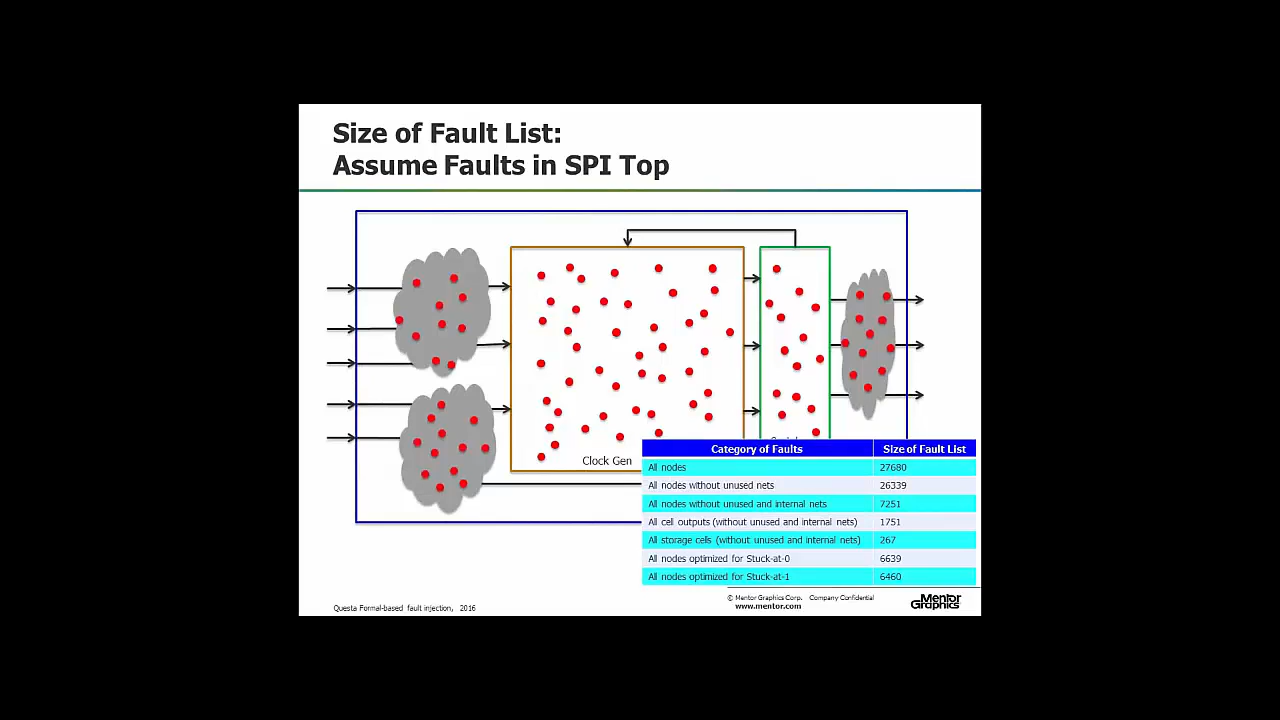 Size of Fault List:
Assume Faults in SPI Top
Clock Gen
Category of Faults Size of Fault List
All nodes 27680
All nodes without unused nets 26339
All nodes without unused and internal nets 7251
All cell outputs (without unused and internal nets) 1751
All storage cells (without unused and internal nets) 267
All nodes optimized for Stuck-at-0 6639
All nodes optimized for Stuck-at-1 6460
Questa Formal-based fault injection, 2016
© Mentor Graphics Corp. Company Confidential
www.mentor.com
Mentor
Graphics